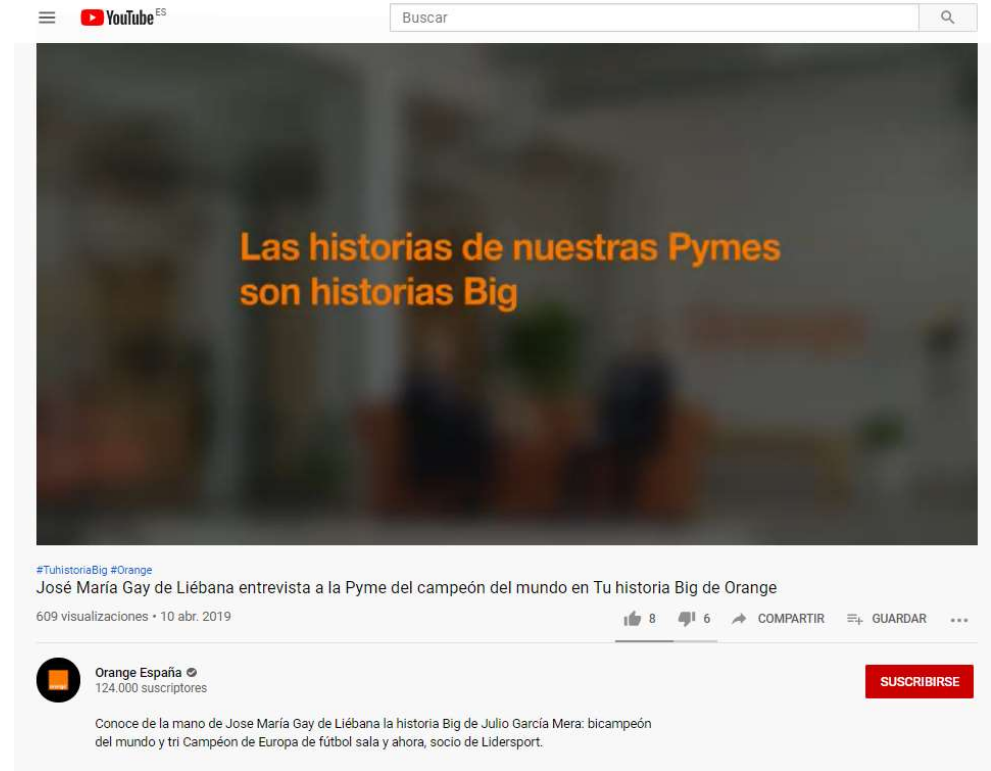 YouTube ES
Buscar
Las historias de nuestras Pymes
son historias Big
#TuhistoriaBig #Orange
José María Gay de Liébana entrevista a la Pyme del campeón del mundo en Tu historia Big de Orange
609 visualizaciones • 10 abr. 2019
8 6 COMPARTIR GUARDAR
Orange España
124.000 suscriptores
SUSCRIBIRSE
Conoce de la mano de Jose María Gay de Liébana la historia Big de Julio García Mera: bicampeón
del mundo y tri Campéon de Europa de fútbol sala y ahora, socio de Lidersport.